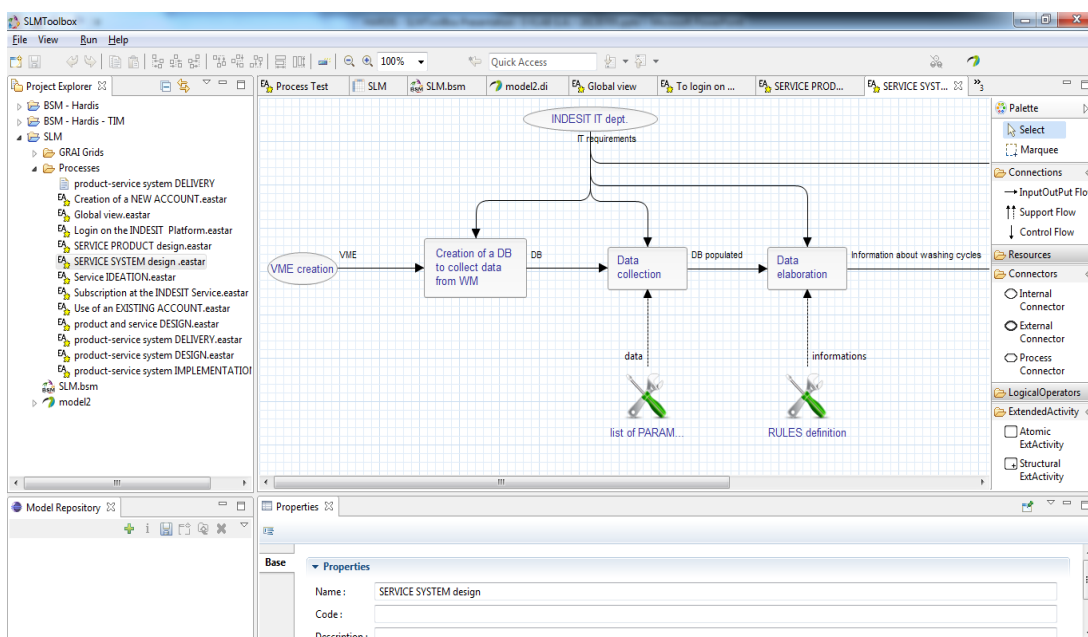 SLMToolbox
File View Run Help
100%
Quick Access
Project Explorer
BSM - Hardis
BSM - Hardis - TIM
SLM
GRAI Grids
Processes
product-service system DELIVERY
Creation of a NEW ACCOUNT.eastar
Global view.eastar
Login on the INDESIT Platform.eastar
SERVICE PRODUCT design.eastar
SERVICE SYSTEM design .eastar
Service IDEATION.eastar
Subscription at the INDESIT Service.eastar
Use of an EXISTING ACCOUNT.eastar
product and service DESIGN.eastar
product-service system DELIVERY.eastar
product-service system DESIGN.eastar
product-service system IMPLEMENTATION
SLM.bsm
model2
Process Test
SLM
SLM.bsm
model2.di
Global view
To login on ...
SERVICE PROD...
SERVICE SYST...
»3
INDESIT IT dept.
IT requirements
VME creation
VME
Creation of a DB
to collect data
from WM
DB
Data
collection
DB populated
Data
elaboration
Information about washing cycles
data
informations
list of PARAM...
RULES definition
Palette
Select
Marquee
Connections
InputOutPut Flo
Support Flow
Control Flow
Resources
Connectors
Internal
Connector
External
Connector
Process
Connector
LogicalOperators
ExtendedActivity
Atomic
ExtActivity
Structural
ExtActivity
Model Repository
Properties
Base
Properties
Name :
SERVICE SYSTEM design
Code :
Description :